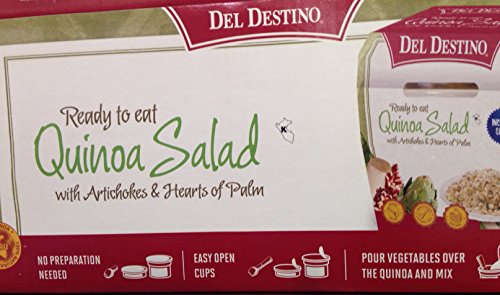 DEL DESTINO
Ready to eat
Quinoa Salad
with Artichokes & Hearts of Palm
K
DEL DESTINO
Ready to eat
Quinoa Salad
with Artichokes & Hearts of Palm
NO PREPARATION
NEEDED
EASY OPEN
CUPS
POUR VEGETABLES OVER
THE QUINOA AND MIX